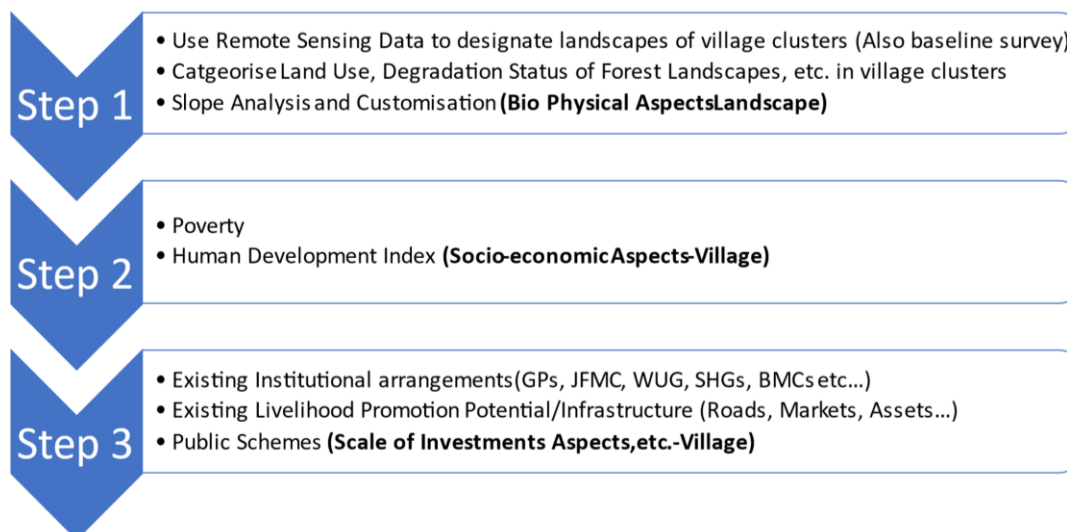 Step 1
• Use Remote Sensing Data to designate landscapes of village clusters (Also baseline survey)
• Catgeorise Land Use, Degradation Status of Forest Landscapes, etc. in village clusters
• Slope Analysis and Customisation (Bio Physical AspectsLandscape)
Step 2
• Poverty
• Human Development Index (Socio-economicAspects-Village)
Step 3
• Existing Institutional arrangements(GPs, JFMC, WUG, SHGs, BMCs etc...)
• Existing Livelihood Promotion Potential/Infrastructure (Roads, Markets, Assets...)
• Public Schemes (Scale of Investments Aspects,etc.-Village)